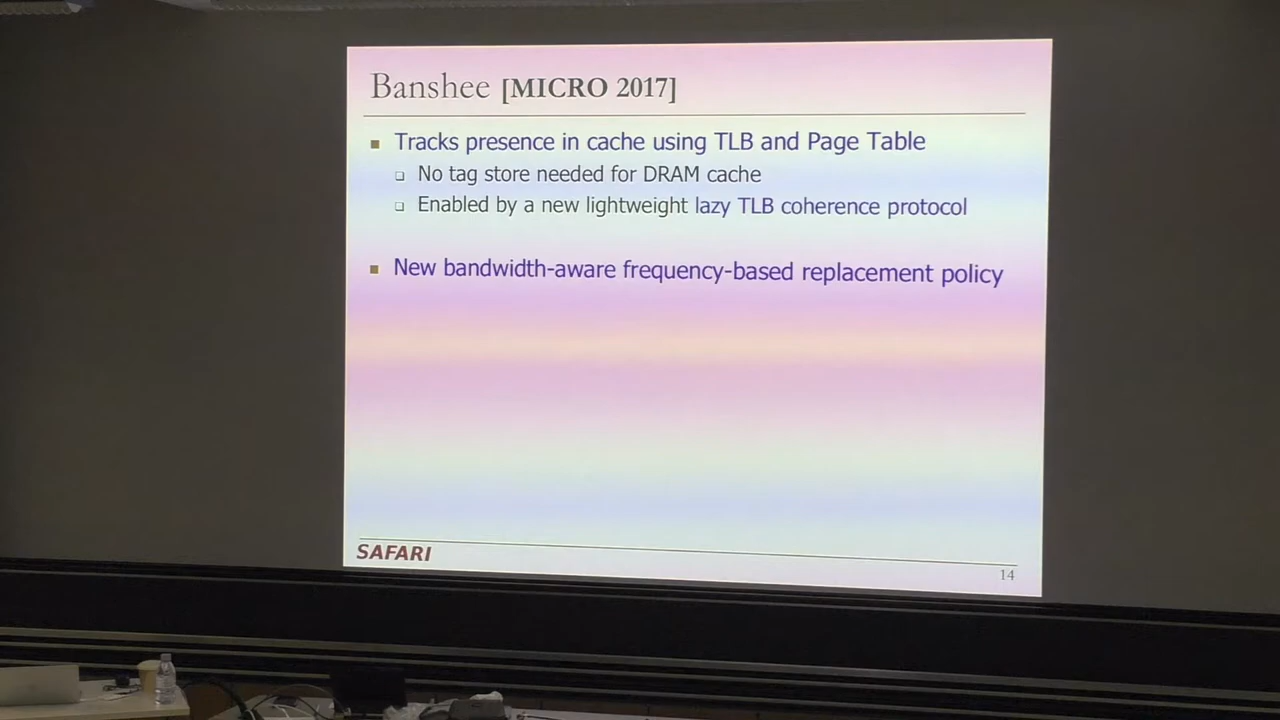 Banshee [MICRO 2017]
Tracks presence in cache using TLB and Page Table
No tag store needed for DRAM cache
Enabled by a new lightweight lazy TLB coherence protocol
New bandwidth-aware frequency-based replacement policy
SAFARI
14